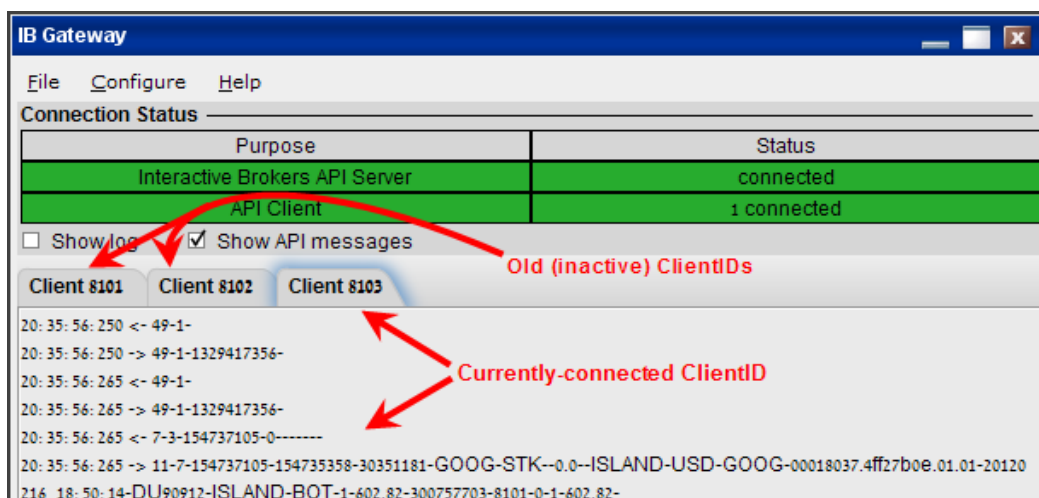 IB Gateway
File Configure Help
Connection Status
Purpose Status
Interactive Brokers API Server connected
API Client 1 connected
Show log Show API messages
Old (inactive) ClientIDs
Client 8101 Client 8102 Client 8103
20:35:56:250 <- 49-1-
20:35:56:250 -> 49-1-1329417356-
20:35:56:265 <- 49-1-
Currently-connected ClientID
20:35:56:265 -> 49-1-1329417356-
20:35:56:265 <- 7-3-154737105-0-------
20:35:56:265 -> 11-7-154737105-154735358-30351181-GOOG-STK--0.0--ISLAND-USD-GOOG-00018037.4ff27b0e.01.01-20120
216 18:50:14-DU90912-ISLAND-BOT-1-602.82-300757703-8101-0-1-602.82-